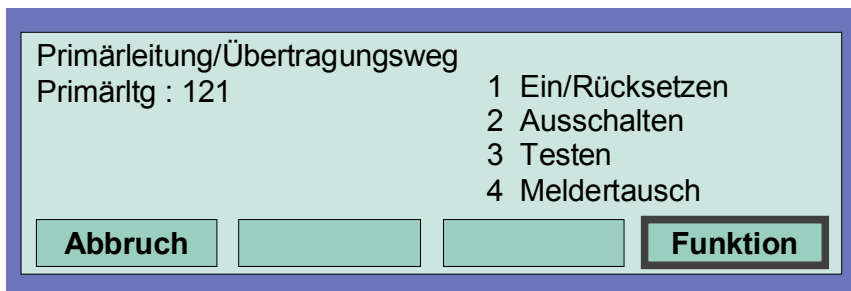 Primärleitung/Übertragungsweg
Primärltg : 121
1 Ein/Rücksetzen
2 Ausschalten
3 Testen
4 Meldertausch
Abbruch
Funktion